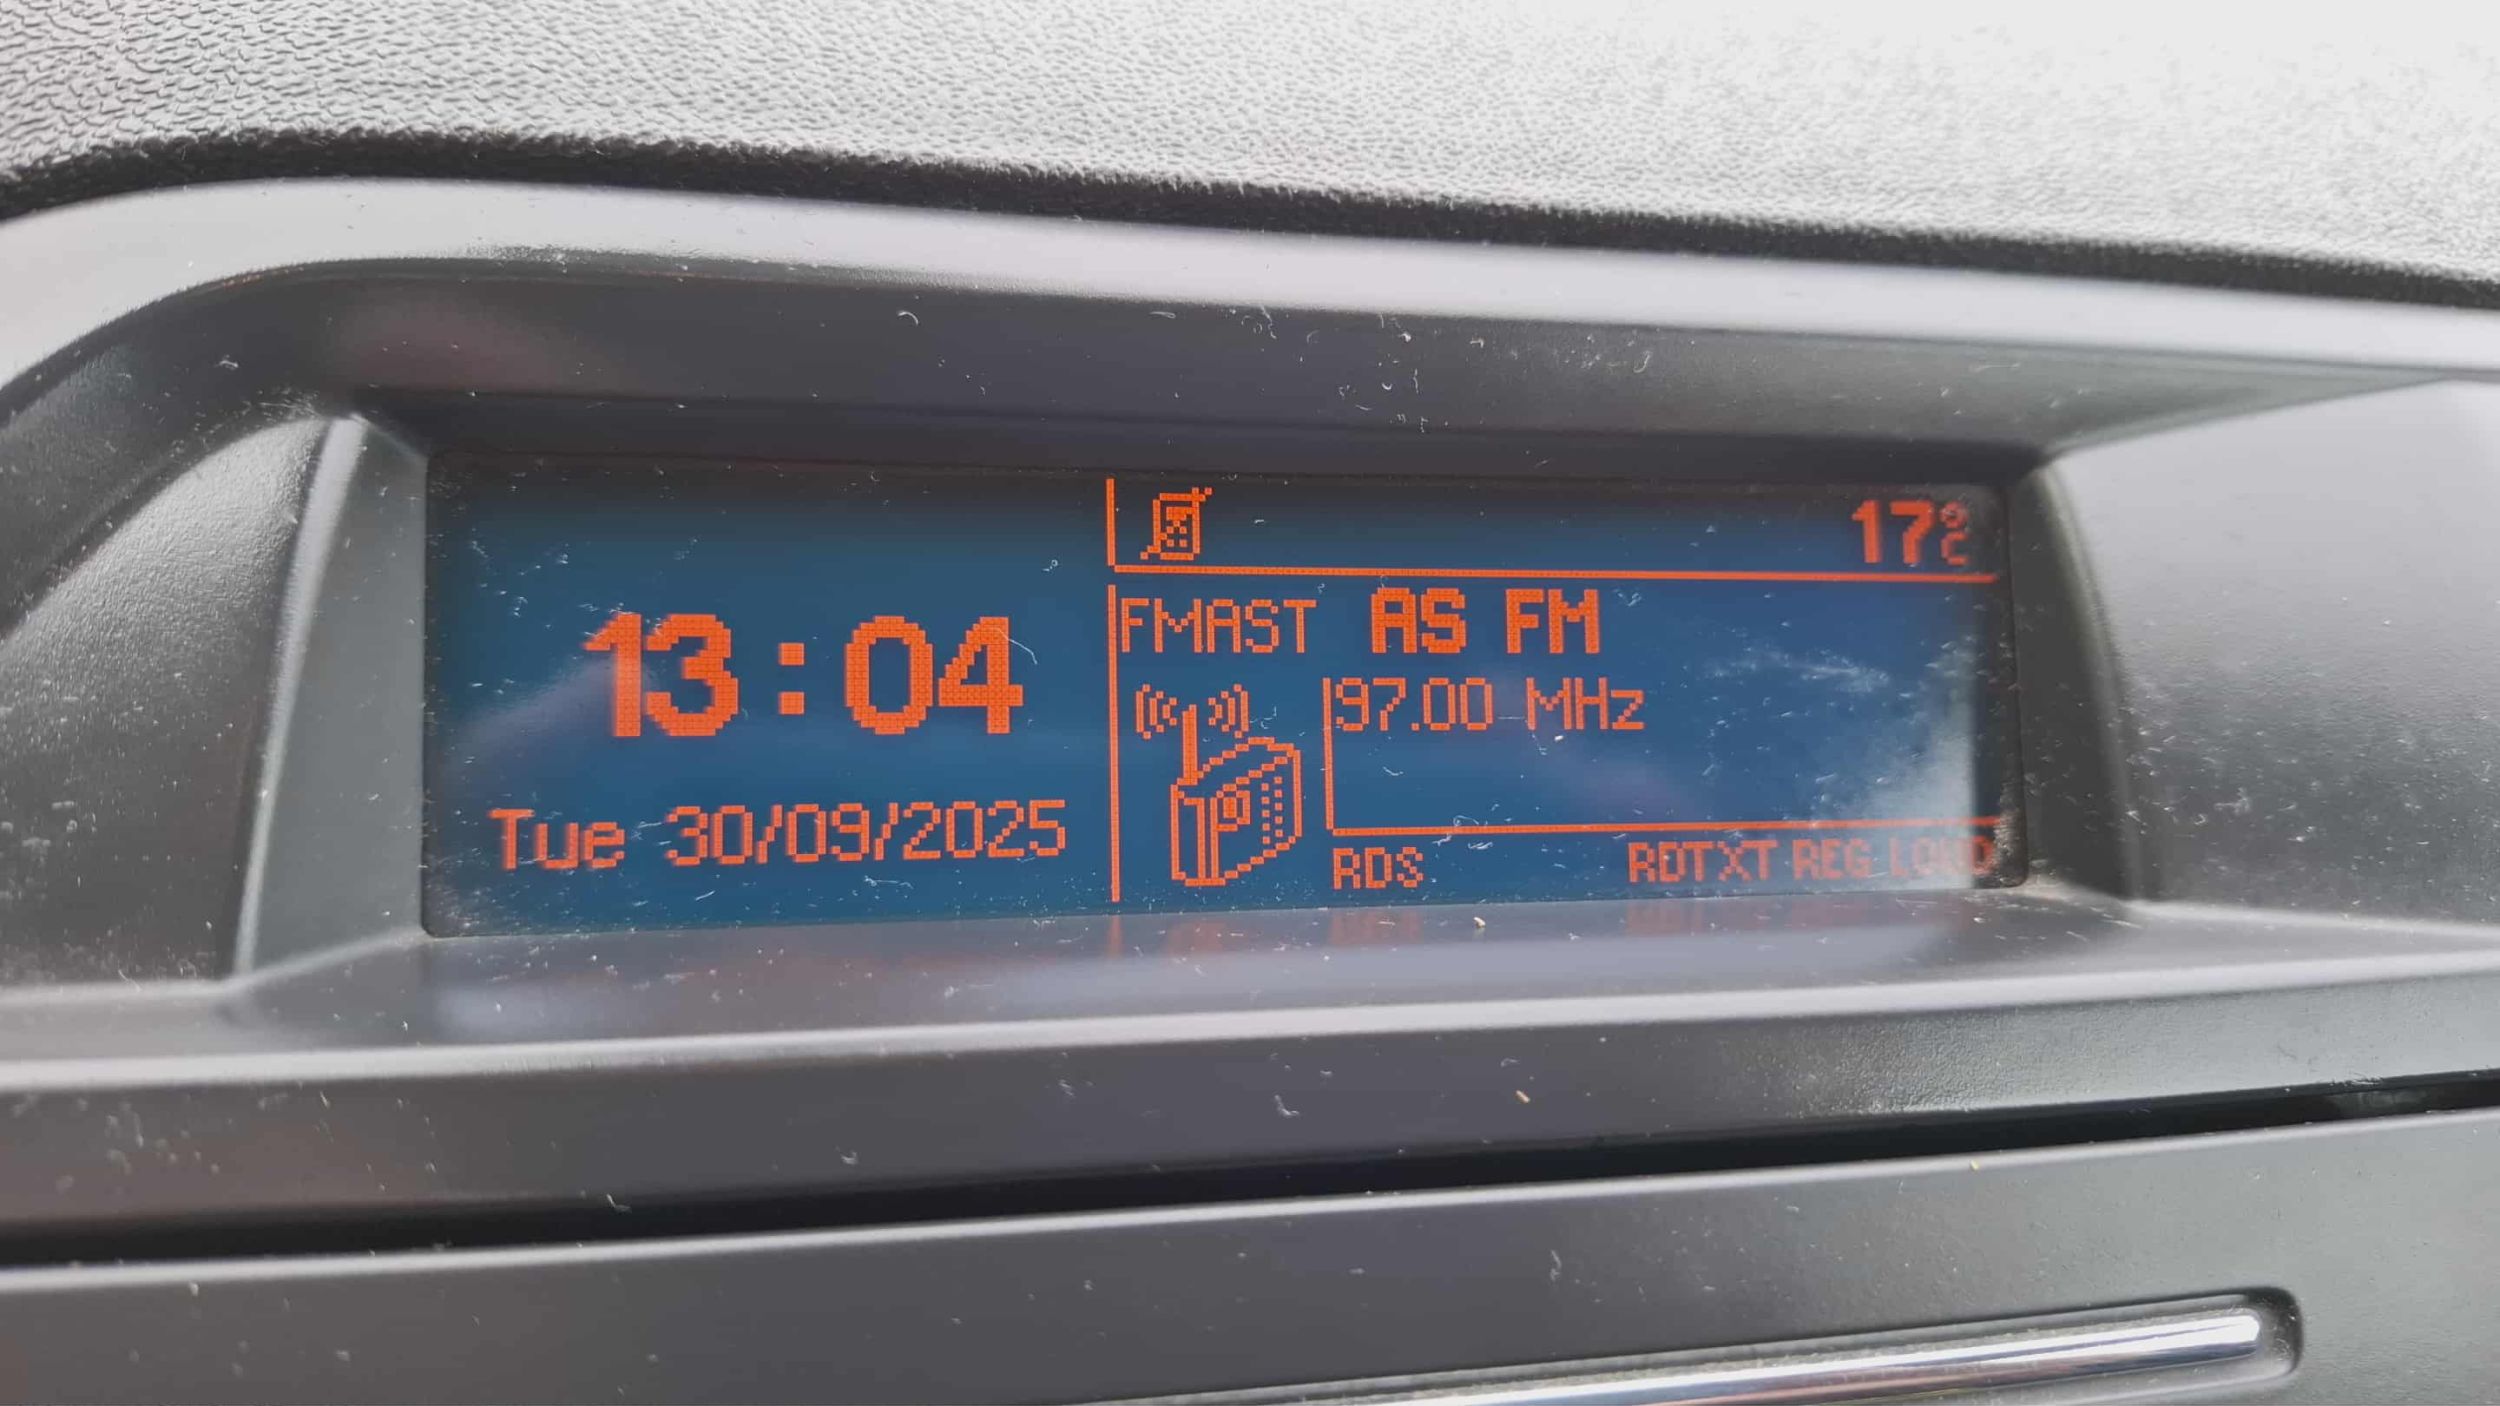 17°C
13:04
Tue 30/09/2025
FMAST AS FM
97.00 MHz
RDS RDTXT REG LOUD